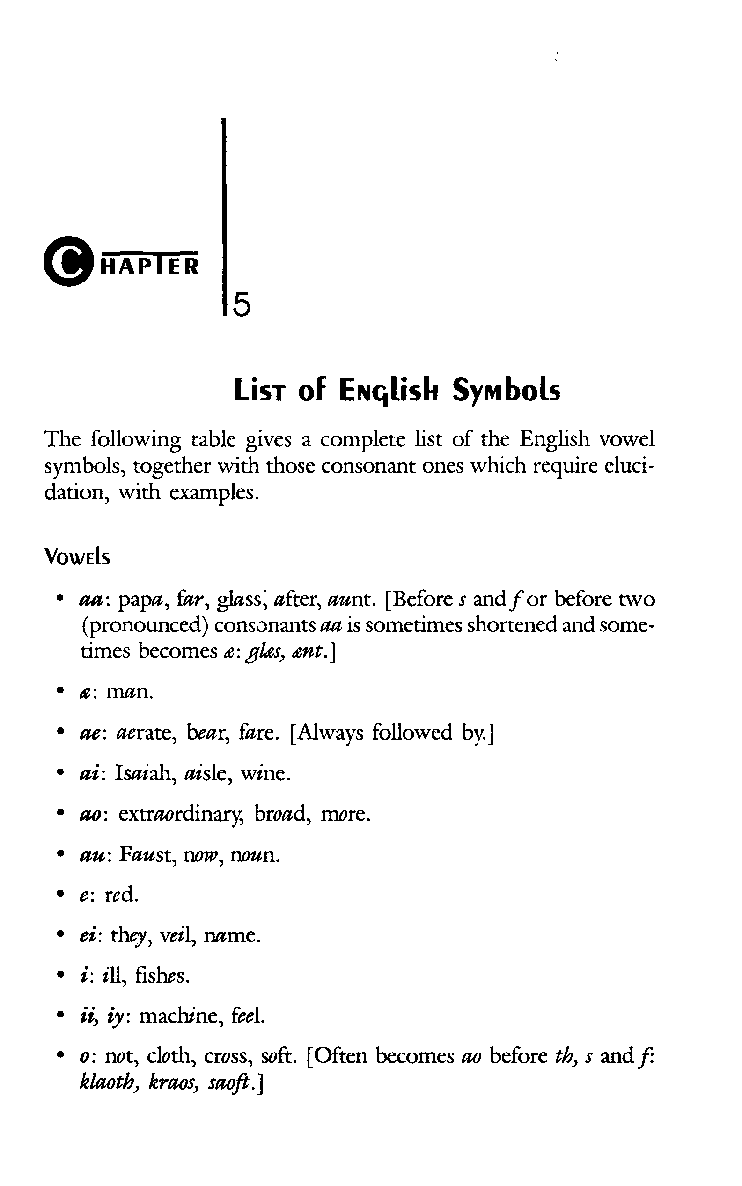 CHAPTER
5
List of English Symbols
The following table gives a complete list of the English vowel
symbols, together with those consonant ones which require eluci-
dation, with examples.
Vowels
• aa: papa, far, glass, after, aunt. [Before s and f or before two
(pronounced) consonants aa is sometimes shortened and some-
times becomes æ: glæs, ænt.]
• æ: man.
• ae: aerate, bear, fare. [Always followed by.]
• ai: Isaiah, aisle, wine.
• ao: extraordinary, broad, more.
• au: Faust, now, noun.
• e: red.
• ei: they, veil, name.
• i: ill, fishes.
• ii, iy: machine, feel.
• o: not, cloth, cross, soft. [Often becomes ao before th, s and f:
klaoth, kraos, saoft.]